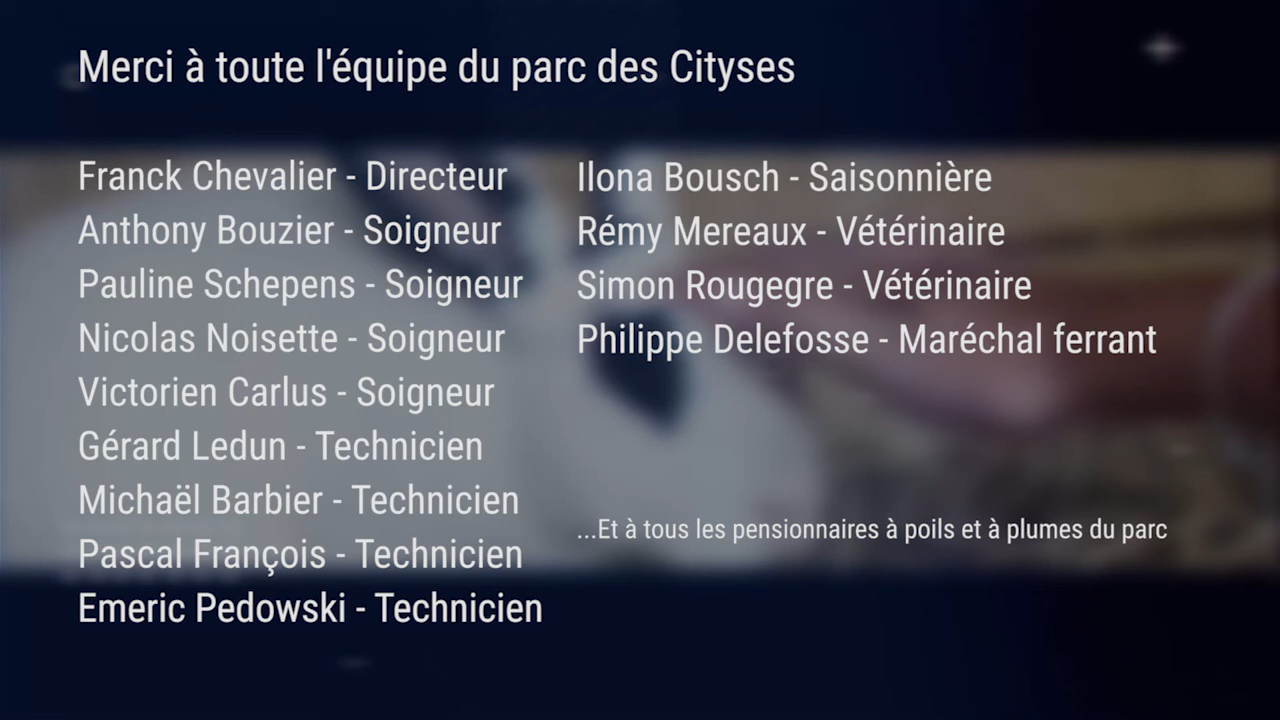 Merci à toute l'équipe du parc des Cityses
Franck Chevalier - Directeur
Anthony Bouzier - Soigneur
Pauline Schepens - Soigneur
Nicolas Noisette - Soigneur
Victorien Carlus - Soigneur
Gérard Ledun - Technicien
Michaël Barbier - Technicien
Pascal François - Technicien
Emeric Pedowski - Technicien
Ilona Bousch - Saisonnière
Rémy Mereaux - Vétérinaire
Simon Rougegre - Vétérinaire
Philippe Delefosse - Maréchal ferrant
...Et à tous les pensionnaires à poils et à plumes du parc